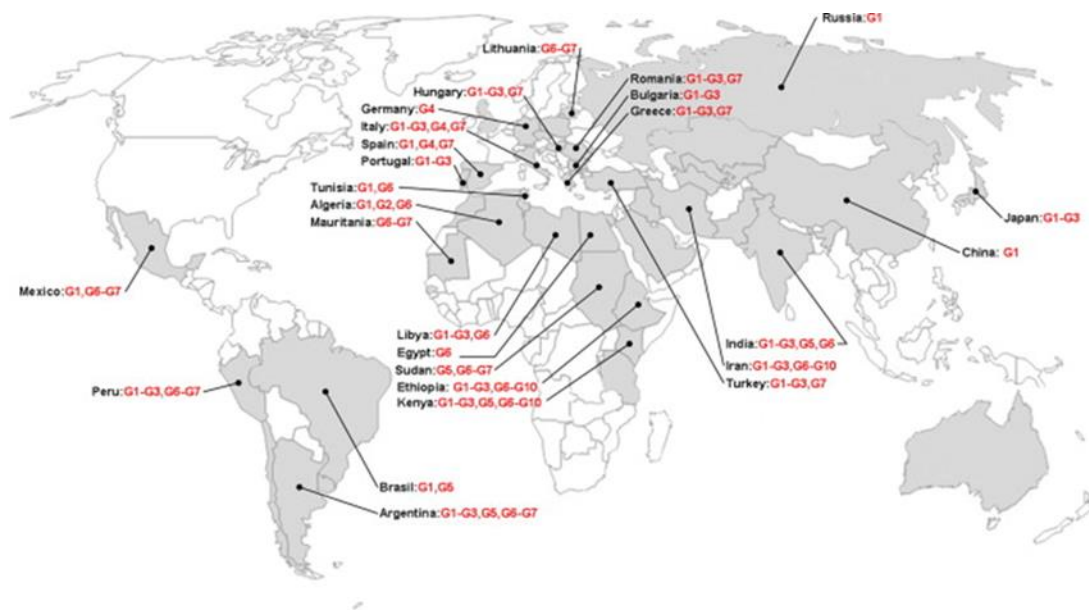 Russia:G1
Lithuania:G6-G7
Romania:G1-G3,G7
Hungary:G1-G3,G7
Bulgaria:G1-G3
Germany:G4
Greece:G1-G3,G7
Italy:G1-G3,G4,G7
Spain:G1,G4,G7
Portugal:G1-G3
Tunisia:G1,G6
Algeria:G1,G2,G6
Mauritania:G6-G7
Japan:G1-G3
China: G1
Mexico:G1,G6-G7
Libya:G1-G3,G6
India:G1-G3,G5,G6
Egypt:G6
Iran:G1-G3,G6-G10
Sudan:G5,G6-G7
Turkey:G1-G3,G7
Ethiopia: G1-G3,G6-G10
Peru:G1-G3,G6-G7
Kenya:G1-G3,G5,G6-G10
Brasil:G1,G5
Argentina:G1-G3,G5,G6-G7